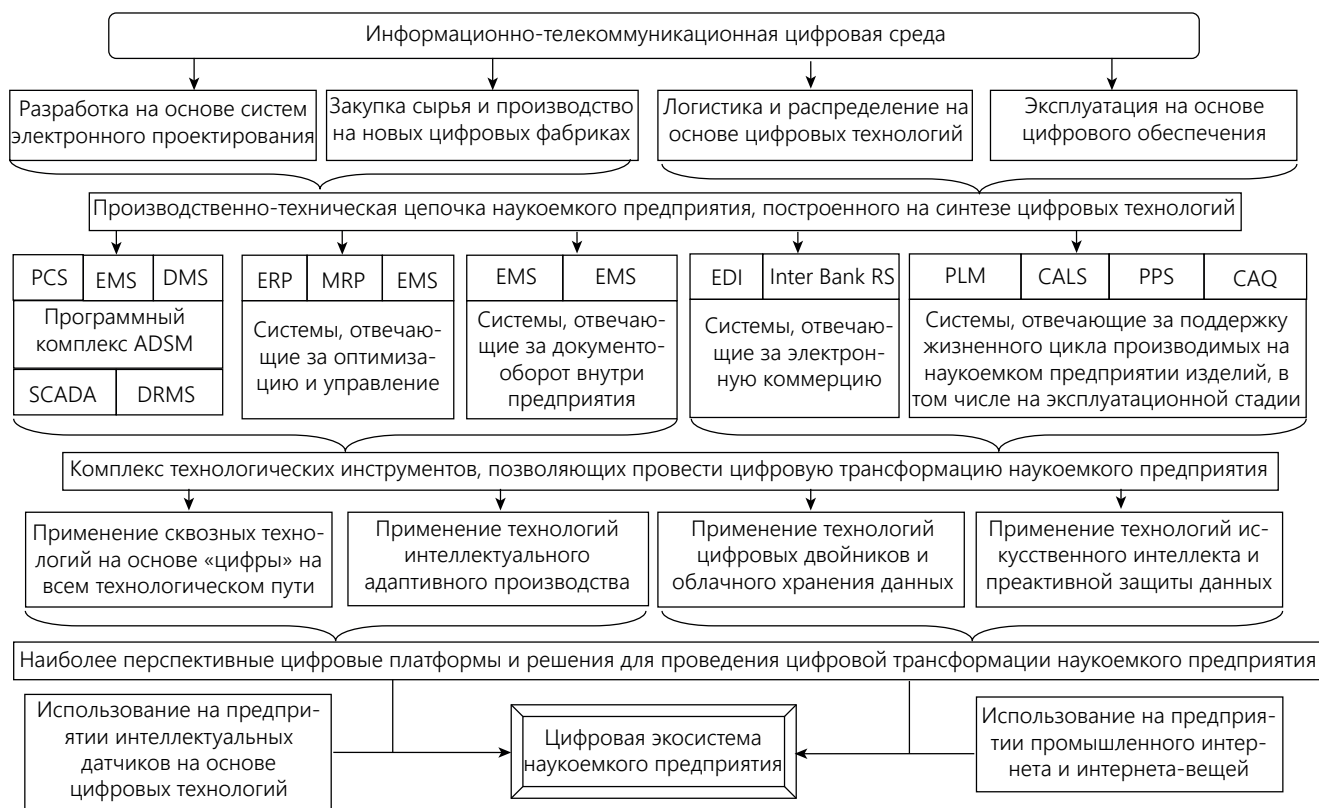 Информационно-телекоммуникационная цифровая среда
Разработка на основе систем
электронного проектирования
Закупка сырья и производство
на новых цифровых фабриках
Логистика и распределение на
основе цифровых технологий
Эксплуатация на основе
цифрового обеспечения
Производственно-техническая цепочка наукоемкого предприятия, построенного на синтезе цифровых технологий
PCS
EMS
DMS
Программный
комплекс ADSM
SCADA
DRMS
ERP
MRP
EMS
Системы, отвечаю-
щие за оптимиза-
цию и управление
EMS
EMS
Системы, отвечаю-
щие за документо-
оборот внутри
предприятия
EDI
Inter Bank RS
Системы, отвечаю-
щие за электрон-
ную коммерцию
PLM
CALS
PPS
CAQ
Системы, отвечающие за поддержку
жизненного цикла производимых на
наукоемком предприятии изделий, в
том числе на эксплуатационной стадии
Комплекс технологических инструментов, позволяющих провести цифровую трансформацию наукоемкого предприятия
Применение сквозных техно-
логий на основе «цифры» на
всем технологическом пути
Применение технологий
интеллектуального
адаптивного производства
Применение технологий
цифровых двойников и
облачного хранения данных
Применение технологий ис-
кусственного интеллекта и
преактивной защиты данных
Наиболее перспективные цифровые платформы и решения для проведения цифровой трансформации наукоемкого предприятия
Использование на предпри-
ятии интеллектуальных
датчиков на основе
цифровых технологий
Цифровая экосистема
наукоемкого предприятия
Использование на предприя-
тии промышленного интер-
нета и интернета-вещей